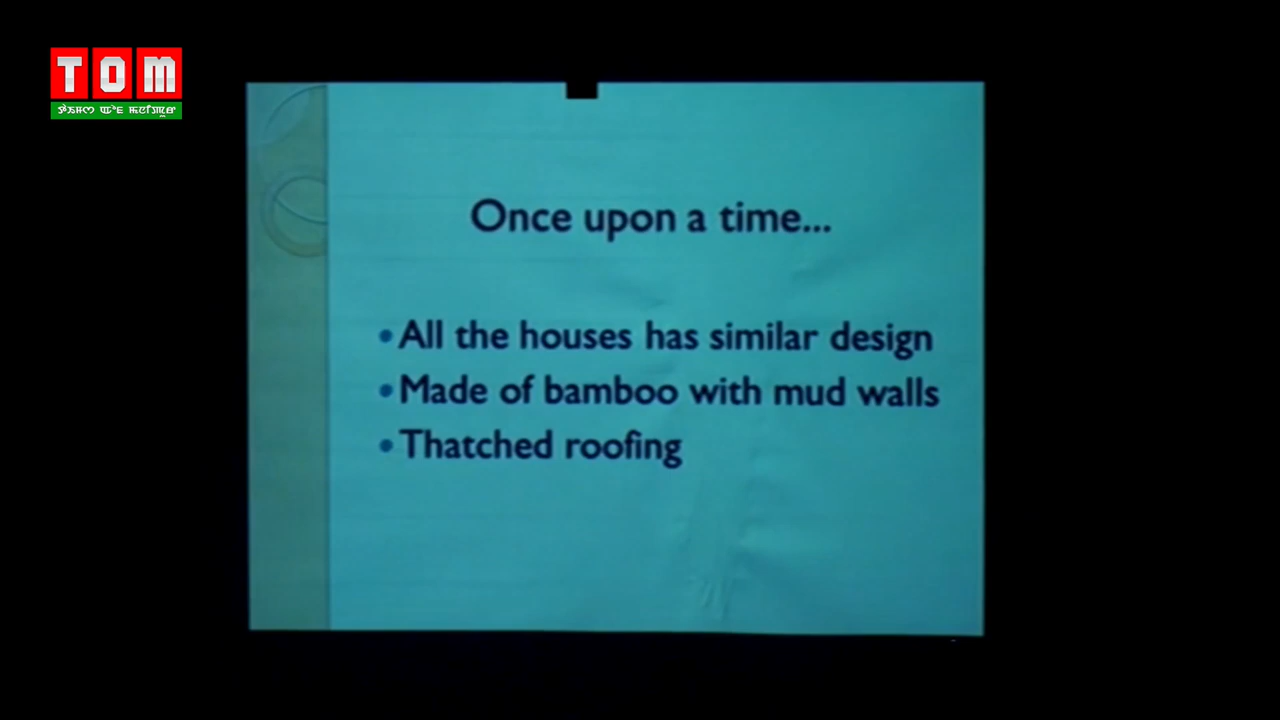 TOM
Once upon a time...
•All the houses has similar design
•Made of bamboo with mud walls
•Thatched roofing